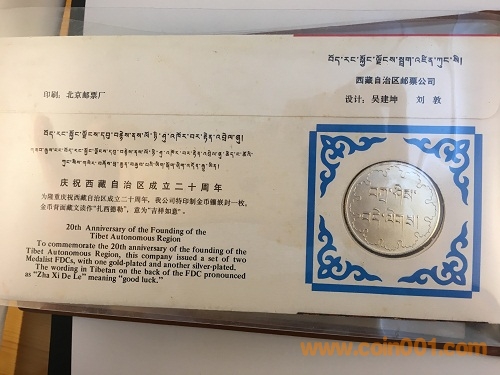 བོད་རང་སྐྱོང་ལྗོངས་སྦྲག་འཛིན་ཀུང་སི།
西藏自治区邮票公司
印刷：北京邮票厂
设计：吴建坤 刘敦
庆祝西藏自治区成立二十周年
为隆重庆祝西藏自治区成立二十周年，我公司特印制金币镶嵌封一枚。
金币背面藏文读作“扎西德勒”，意为“吉祥如意”。
20th Anniversary of the Founding of the
Tibet Autonomous Region
To commemorate the 20th anniversary of the founding of the
Tibet Autonomous Region, this company issued a set of two
Medalist FDCs, with one gold-plated and another silver-plated.
The wording in Tibetan on the back of the FDC pronounced
as "Zha Xi De Le" meaning "good luck."
བཀྲ་ཤིས་
བདེ་ལེགས།
www.coin001.com